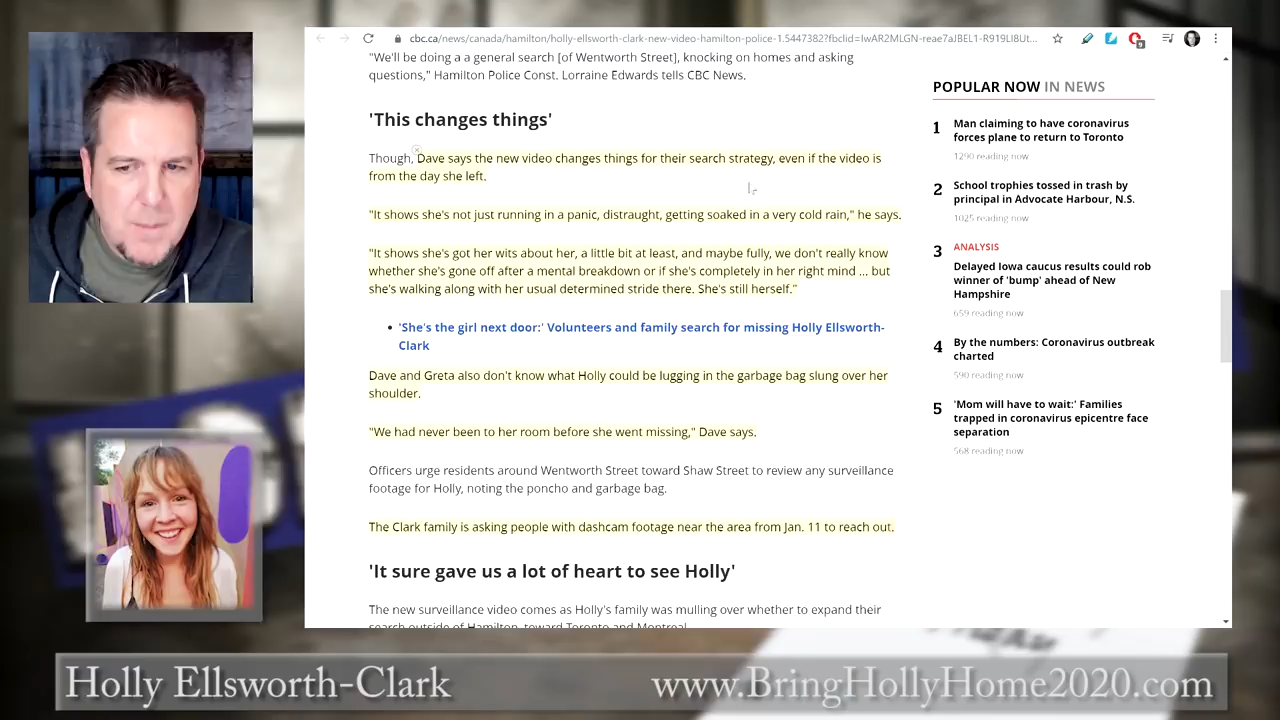 cbc.ca/news/canada/hamilton/holly-ellsworth-clark-new-video-hamilton-police-1.5447382?fbclid=IwAR2MLGN-reae7aJBEL1-R919LI8Ut...
"We'll be doing a a general search [of Wentworth Street], knocking on homes and asking
questions," Hamilton Police Const. Lorraine Edwards tells CBC News.
'This changes things'
Though, Dave says the new video changes things for their search strategy, even if the video is
from the day she left.
"It shows she's not just running in a panic, distraught, getting soaked in a very cold rain," he says.
"It shows she's got her wits about her, a little bit at least, and maybe fully, we don't really know
whether she's gone off after a mental breakdown or if she's completely in her right mind ... but
she's walking along with her usual determined stride there. She's still herself."
• 'She's the girl next door:' Volunteers and family search for missing Holly Ellsworth-
Clark
Dave and Greta also don't know what Holly could be lugging in the garbage bag slung over her
shoulder.
"We had never been to her room before she went missing," Dave says.
Officers urge residents around Wentworth Street toward Shaw Street to review any surveillance
footage for Holly, noting the poncho and garbage bag.
The Clark family is asking people with dashcam footage near the area from Jan. 11 to reach out.
'It sure gave us a lot of heart to see Holly'
The new surveillance video comes as Holly's family was mulling over whether to expand their
search outside of Hamilton, toward Toronto and Montreal.
POPULAR NOW IN NEWS
1 Man claiming to have coronavirus
forces plane to return to Toronto
1290 reading now
2 School trophies tossed in trash by
principal in Advocate Harbour, N.S.
1025 reading now
3 ANALYSIS
Delayed Iowa caucus results could rob
winner of 'bump' ahead of New
Hampshire
659 reading now
4 By the numbers: Coronavirus outbreak
charted
590 reading now
5 'Mom will have to wait:' Families
trapped in coronavirus epicentre face
separation
568 reading now
Holly Ellsworth-Clark
www.BringHollyHome2020.com